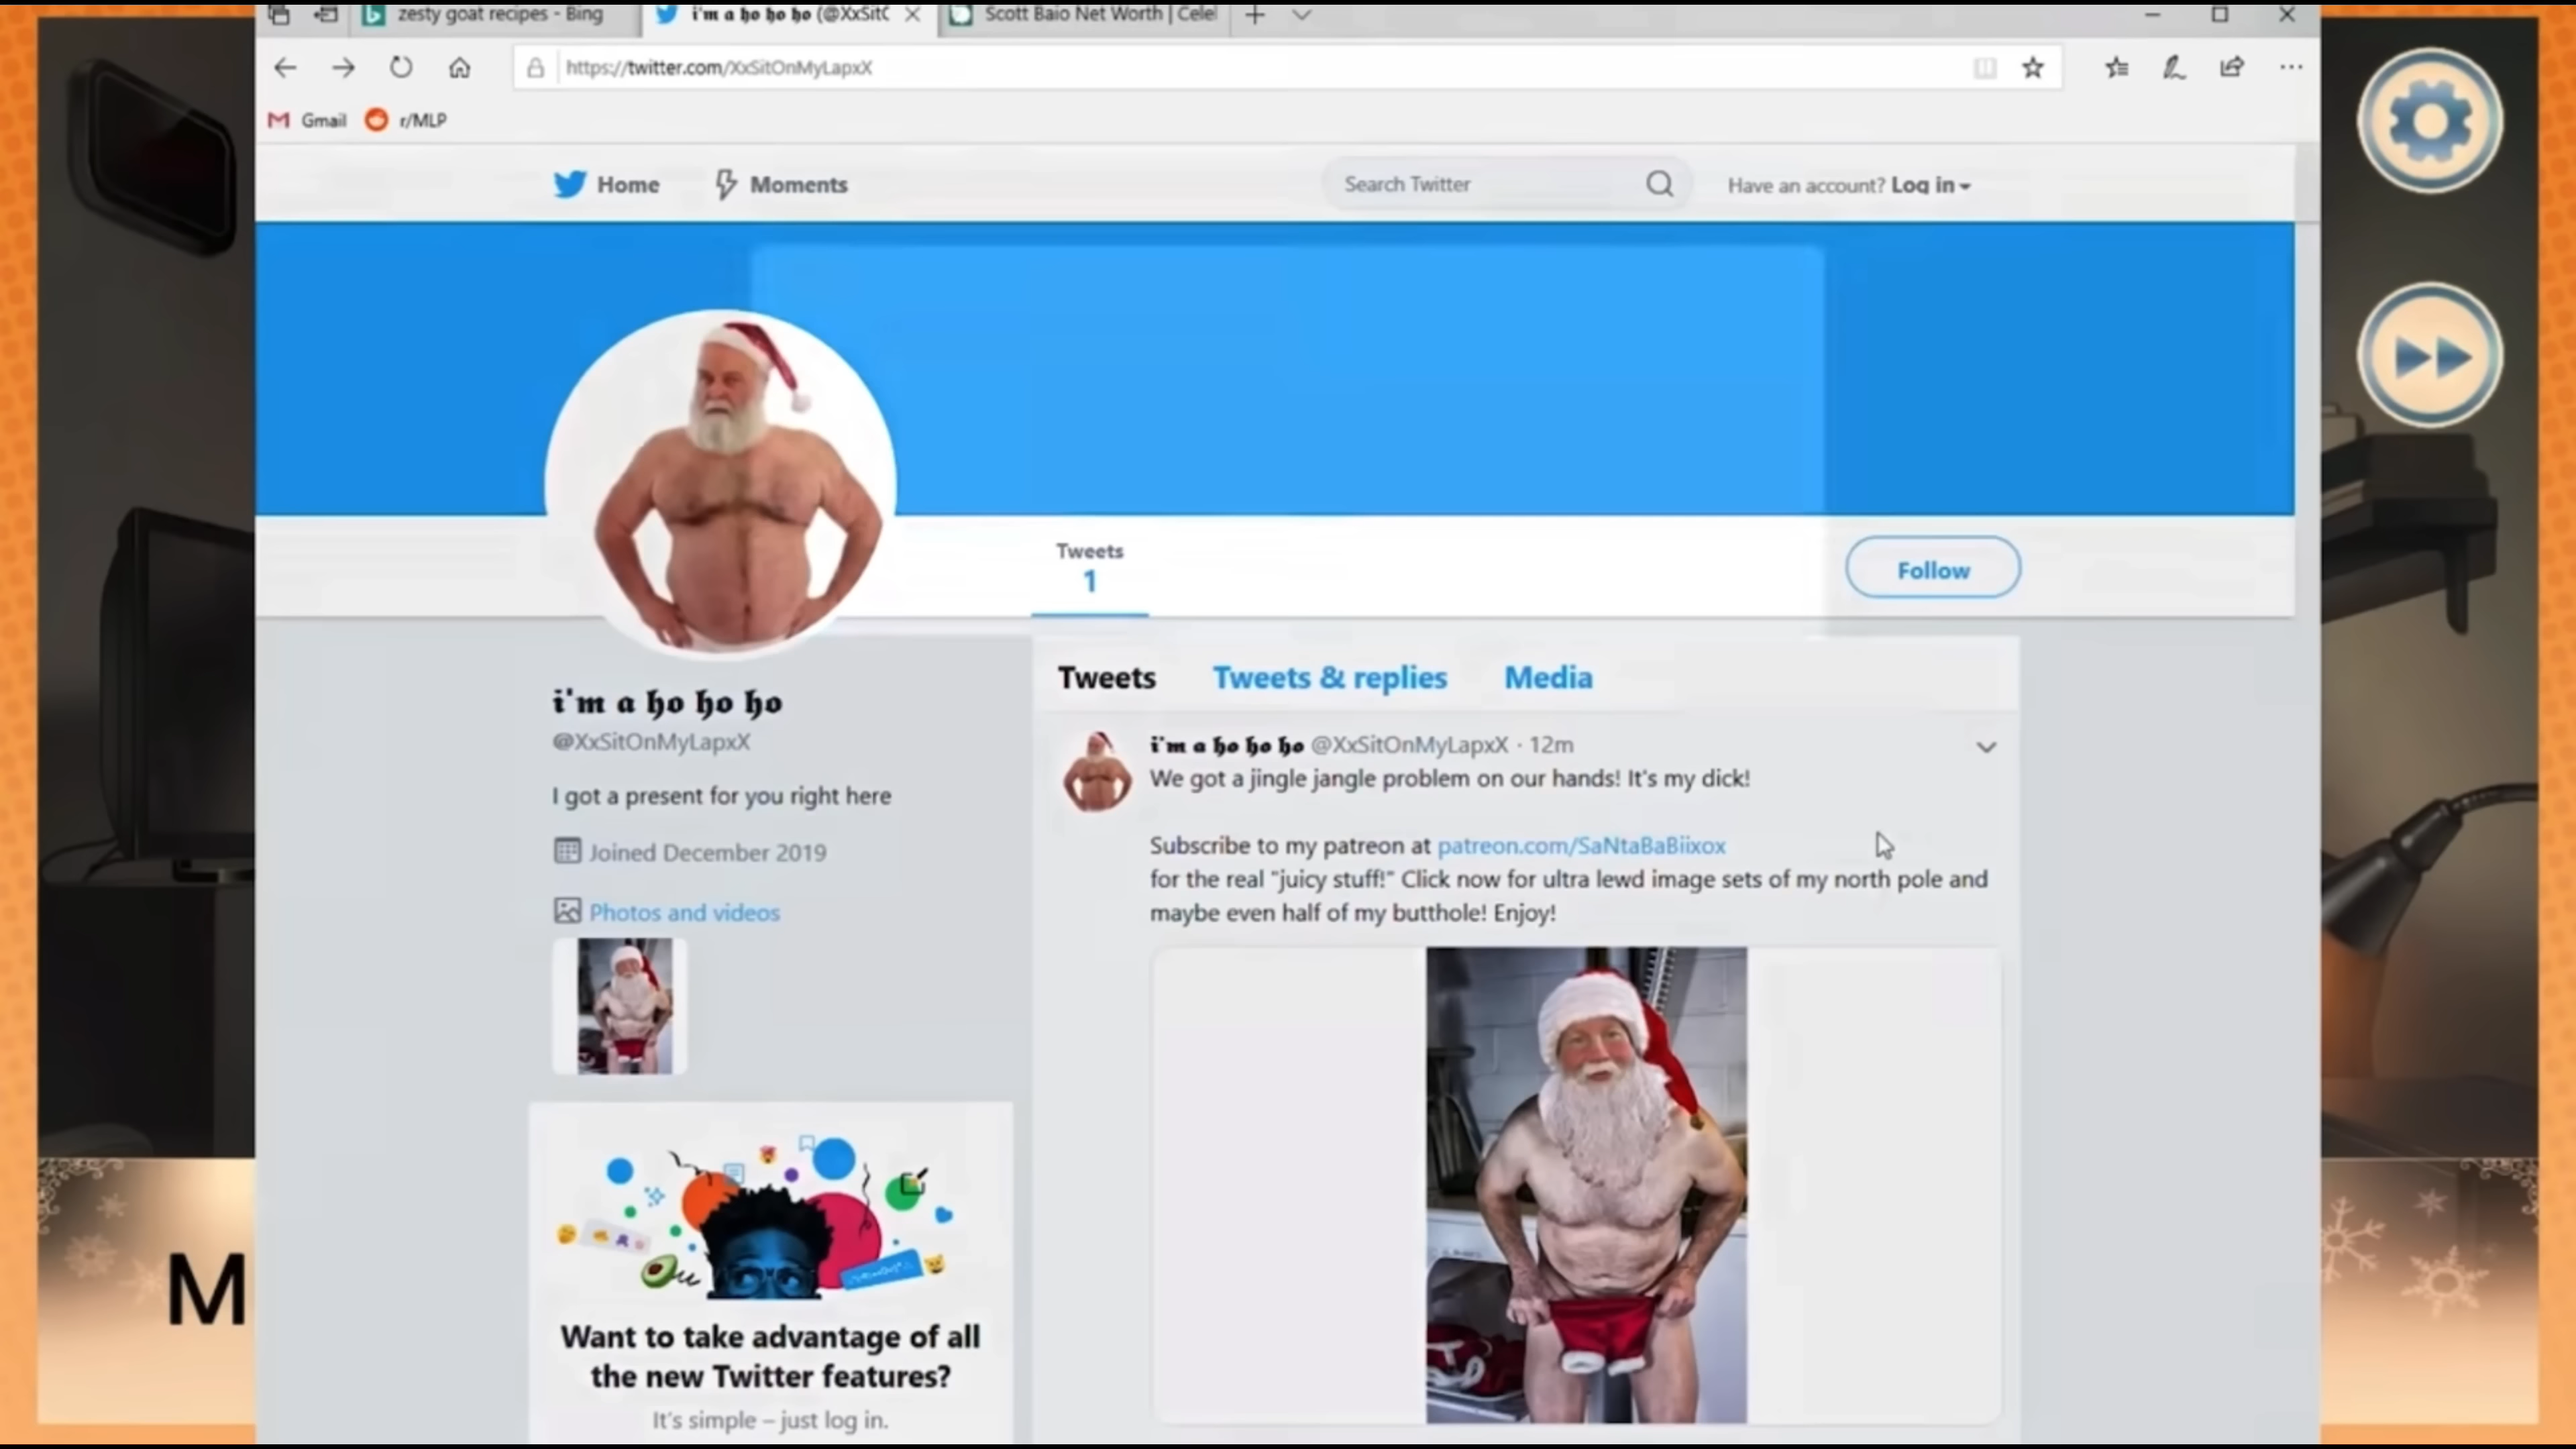 zesty goat recipes - Bing
i'm a ho ho ho (@XxSitO
Scott Baio Net Worth | Celel
https://twitter.com/XxSitOnMyLapxX
Gmail
r/MLP
Home
Moments
Search Twitter
Have an account? Log in
Tweets
1
Follow
i'm a ho ho ho
@XxSitOnMyLapxX
I got a present for you right here
Joined December 2019
Photos and videos
Want to take advantage of all
the new Twitter features?
It's simple – just log in.
Tweets
Tweets & replies
Media
i'm a ho ho ho @XxSitOnMyLapxX · 12m
We got a jingle jangle problem on our hands! It's my dick!
Subscribe to my patreon at patreon.com/SaNtaBaBiixox
for the real "juicy stuff!" Click now for ultra lewd image sets of my north pole and
maybe even half of my butthole! Enjoy!
M